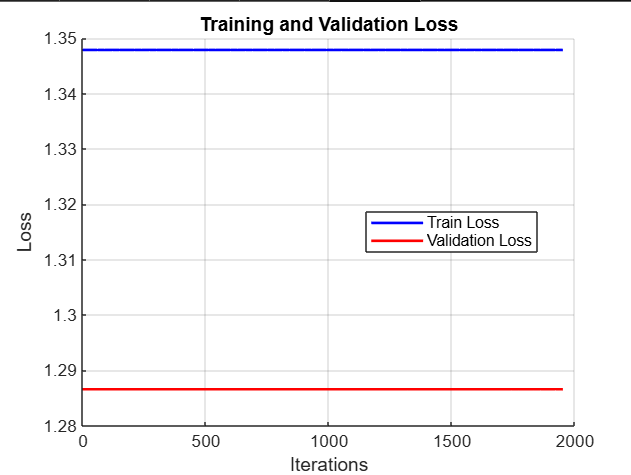 Training and Validation Loss
1.35
1.34
1.33
1.32
1.31
1.3
1.29
1.28
Loss
Train Loss
Validation Loss
0 500 1000 1500 2000
Iterations